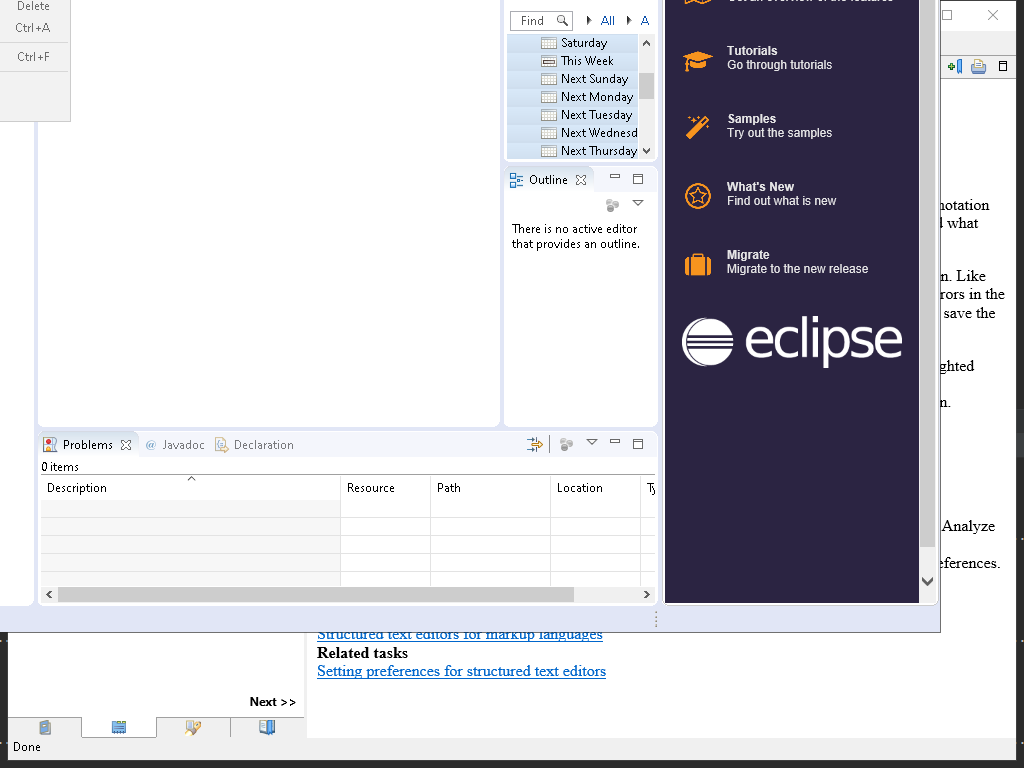 Delete
Ctrl+A
Ctrl+F
Find
All
A
Saturday
This Week
Next Sunday
Next Monday
Next Tuesday
Next Wednesd
Next Thursday
Outline
There is no active editor
that provides an outline.
Tutorials
Go through tutorials
Samples
Try out the samples
What's New
Find out what is new
Migrate
Migrate to the new release
eclipse
notation
what
n. Like
rors in the
save the
ghted
n.
Analyze
eferences.
Problems
@ Javadoc
Declaration
0 items
Description
Resource
Path
Location
Ty
Structured text editors for markup languages
Related tasks
Setting preferences for structured text editors
Next >>
Done